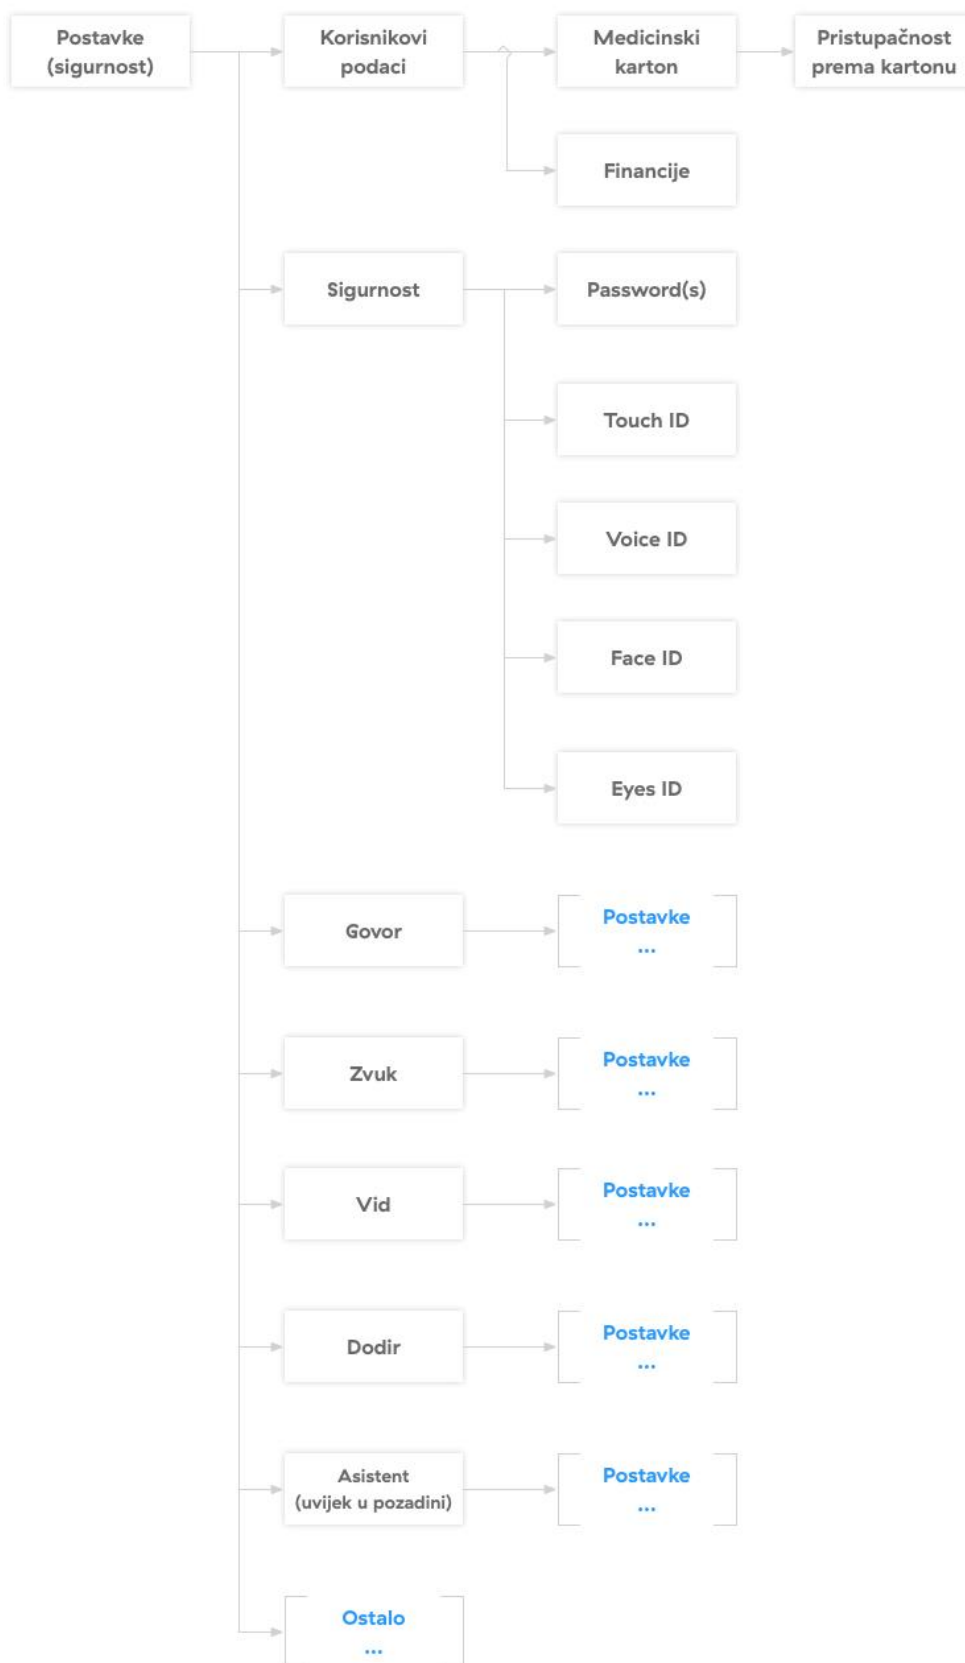 Postavke
(sigurnost)
Korisnikovi
podaci
Medicinski
karton
Pristupačnost
prema kartonu
Financije
Sigurnost
Password(s)
Touch ID
Voice ID
Face ID
Eyes ID
Govor
Postavke
...
Zvuk
Postavke
...
Vid
Postavke
...
Dodir
Postavke
...
Asistent
(uvijek u pozadini)
Postavke
...
Ostalo
...